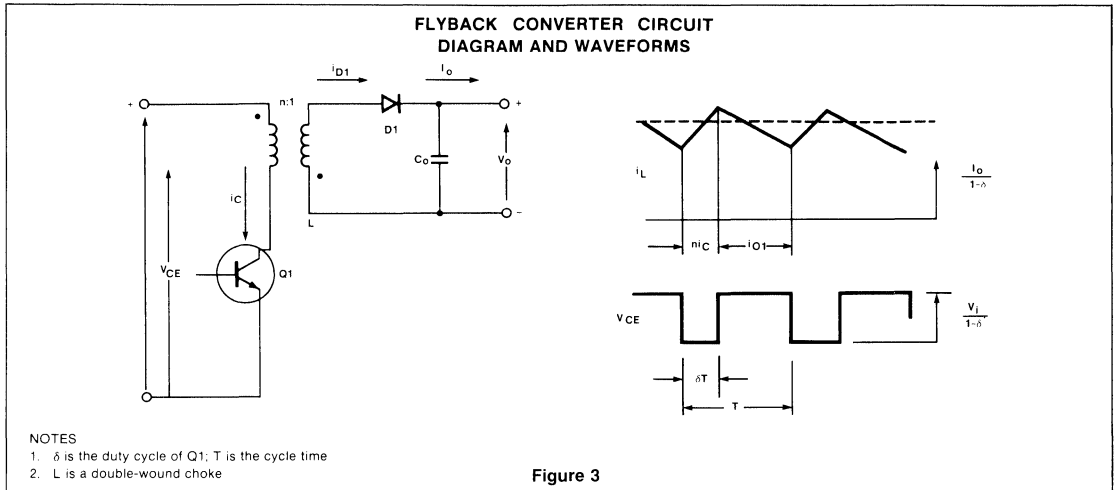 FLYBACK CONVERTER CIRCUIT
DIAGRAM AND WAVEFORMS
iD1
Io
n:1
+
+
D1
Co
Vo
iC
−
L
VCE
Q1
iL
Io
1-δ
niC
iO1
VCE
Vi
1-δ
δT
T
NOTES
1. δ is the duty cycle of Q1; T is the cycle time
2. L is a double-wound choke
Figure 3